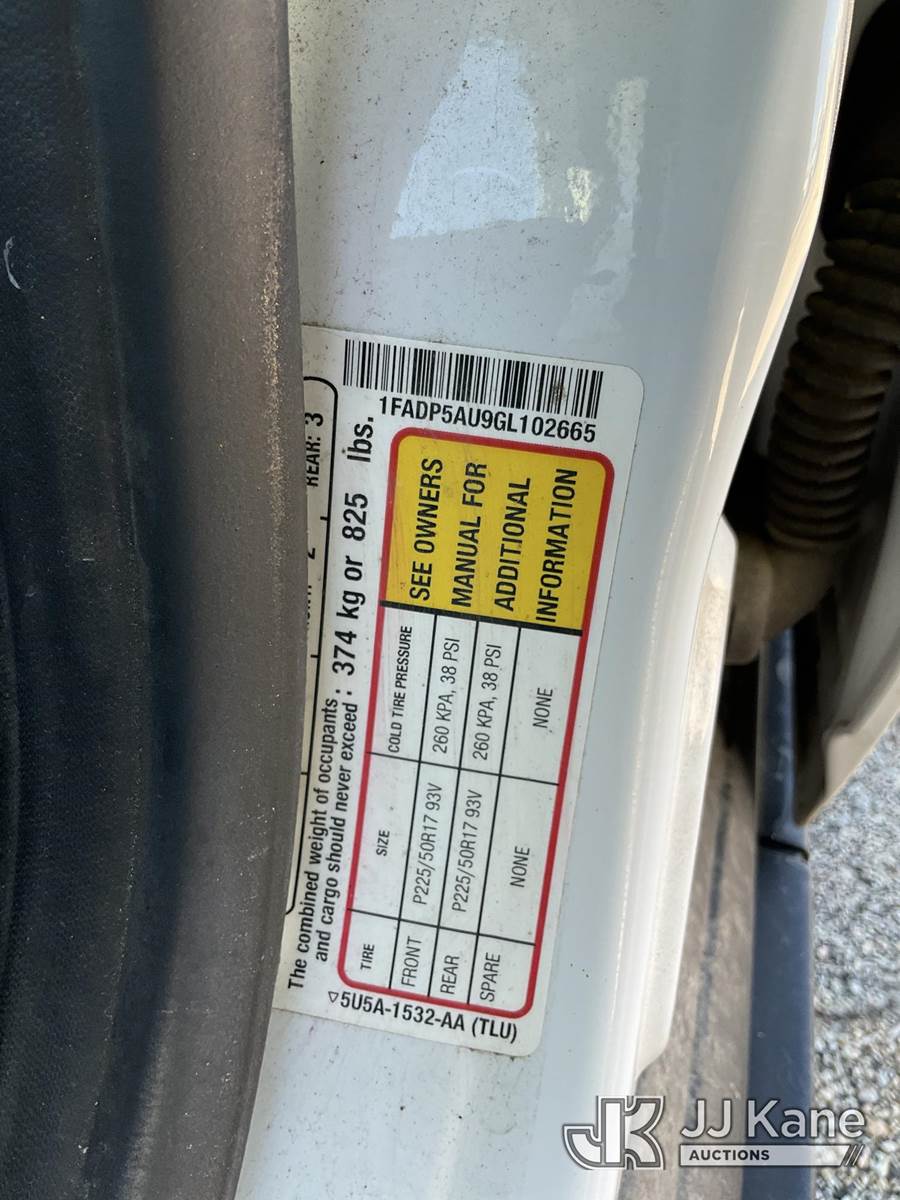 REAR: 3
The combined weight of occupants
and cargo should never exceed : 374 kg or 825 lbs.
1FADP5AU9GL102665
TIRE SIZE COLD TIRE PRESSURE
FRONT P225/50R17 93V 260 KPA, 38 PSI
REAR P225/50R17 93V 260 KPA, 38 PSI
SPARE NONE NONE
SEE OWNERS
MANUAL FOR
ADDITIONAL
INFORMATION
5U5A-1532-AA (TLU)
JK JJ Kane
AUCTIONS